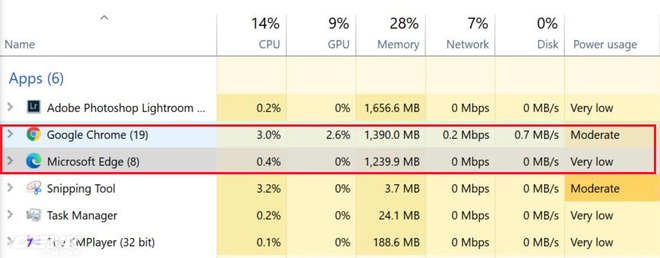 14% 9% 28% 7% 0%
Name CPU GPU Memory Network Disk Power usage
Apps (6)
Adobe Photoshop Lightroom ... 0.2% 0% 1,656.6 MB 0 Mbps 0 MB/s Very low
Google Chrome (19) 3.0% 2.6% 1,390.0 MB 0.2 Mbps 0.7 MB/s Moderate
Microsoft Edge (8) 0.4% 0% 1,239.9 MB 0 Mbps 0 MB/s Very low
Snipping Tool 3.2% 0% 3.7 MB 0 Mbps 0 MB/s Moderate
Task Manager 0.2% 0% 24.1 MB 0 Mbps 0 MB/s Very low
KMPlayer (32 bit) 0.1% 0% 188.6 MB 0 Mbps 0 MB/s Very low